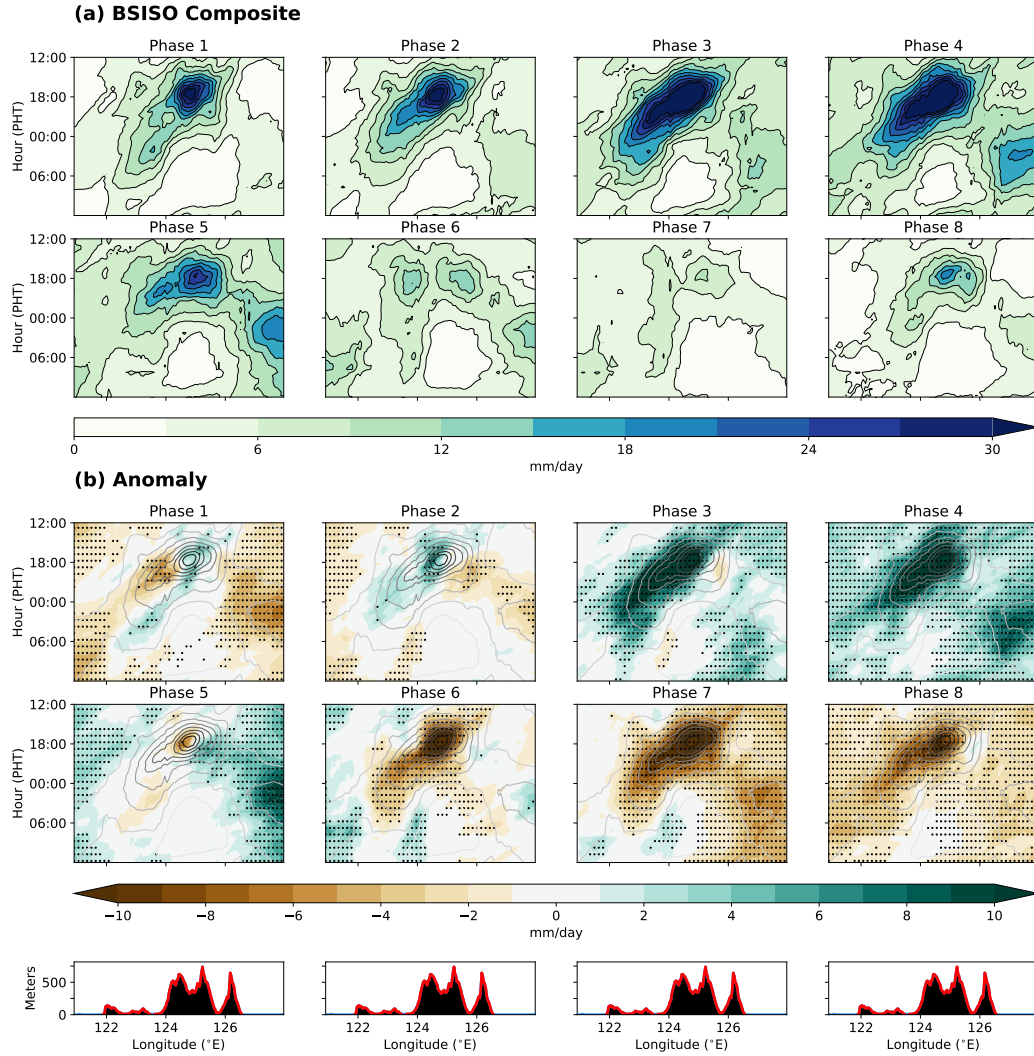 (a) BSISO Composite
Phase 1 Phase 2 Phase 3 Phase 4
12:00
18:00
00:00
06:00
Hour (PHT)
Phase 5 Phase 6 Phase 7 Phase 8
12:00
18:00
00:00
06:00
Hour (PHT)
0 6 12 18 24 30
mm/day
(b) Anomaly
Phase 1 Phase 2 Phase 3 Phase 4
12:00
18:00
00:00
06:00
Hour (PHT)
Phase 5 Phase 6 Phase 7 Phase 8
12:00
18:00
00:00
06:00
Hour (PHT)
−10 −8 −6 −4 −2 0 2 4 6 8 10
mm/day
500
0
Meters
122 124 126 122 124 126 122 124 126 122 124 126
Longitude (°E) Longitude (°E) Longitude (°E) Longitude (°E)